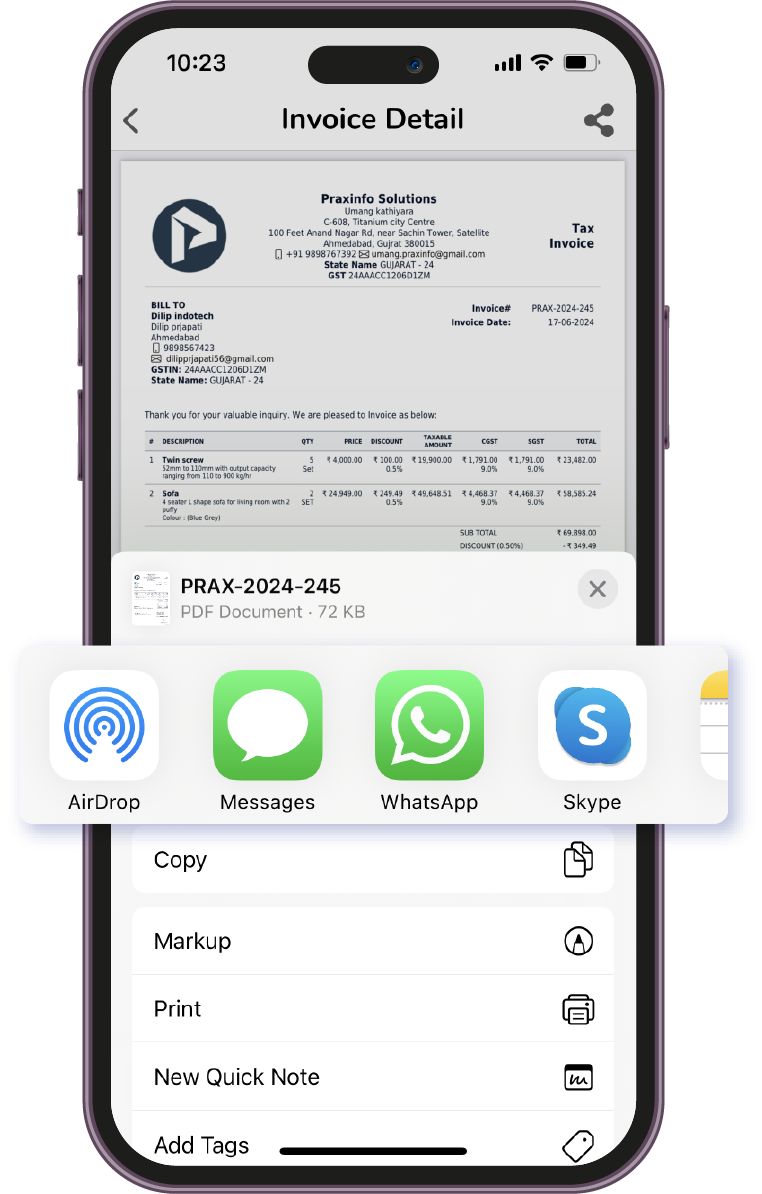 10:23
Invoice Detail
Praxinfo Solutions
Umang kathiyara
C-608, Titanium city Centre
100 Feet Anand Nagar Rd, near Sachin Tower, Satellite
Ahmedabad, Gujrat 380015
+91 9898767392 umang.praxinfo@gmail.com
State Name GUJARAT - 24
GST 24AAACC1206D1ZM
Tax
Invoice
BILL TO
Dilip indotech
Dilip prjapati
Ahmedabad
9898567423
dilipprjapati56@gmail.com
GSTIN: 24AAACC1206D1ZM
State Name: GUJARAT - 24
Invoice# PRAX-2024-245
Invoice Date: 17-06-2024
Thank you for your valuable inquiry. We are pleased to Invoice as below:
# DESCRIPTION QTY PRICE DISCOUNT TAXABLE AMOUNT CGST SGST TOTAL
1 Twin screw 5 ₹ 4,000.00 ₹ 100.00 ₹ 19,900.00 ₹ 1,791.00 ₹ 1,791.00 ₹ 23,482.00
52mm to 110mm with output capacity Set 0.5% 9.0% 9.0%
ranging from 110 to 900 kg/hr
2 Sofa 2 ₹ 24,949.00 ₹ 249.49 ₹ 49,648.51 ₹ 4,468.37 ₹ 4,468.37 ₹ 58,585.24
4 seater L shape sofa for living room with 2 SET 0.5% 9.0% 9.0%
puffy
Colour : (Blue Grey)
SUB TOTAL ₹ 69,898.00
DISCOUNT (0.50%) - ₹ 349.49
PRAX-2024-245
PDF Document · 72 KB
AirDrop
Messages
WhatsApp
Skype
Copy
Markup
Print
New Quick Note
Add Tags